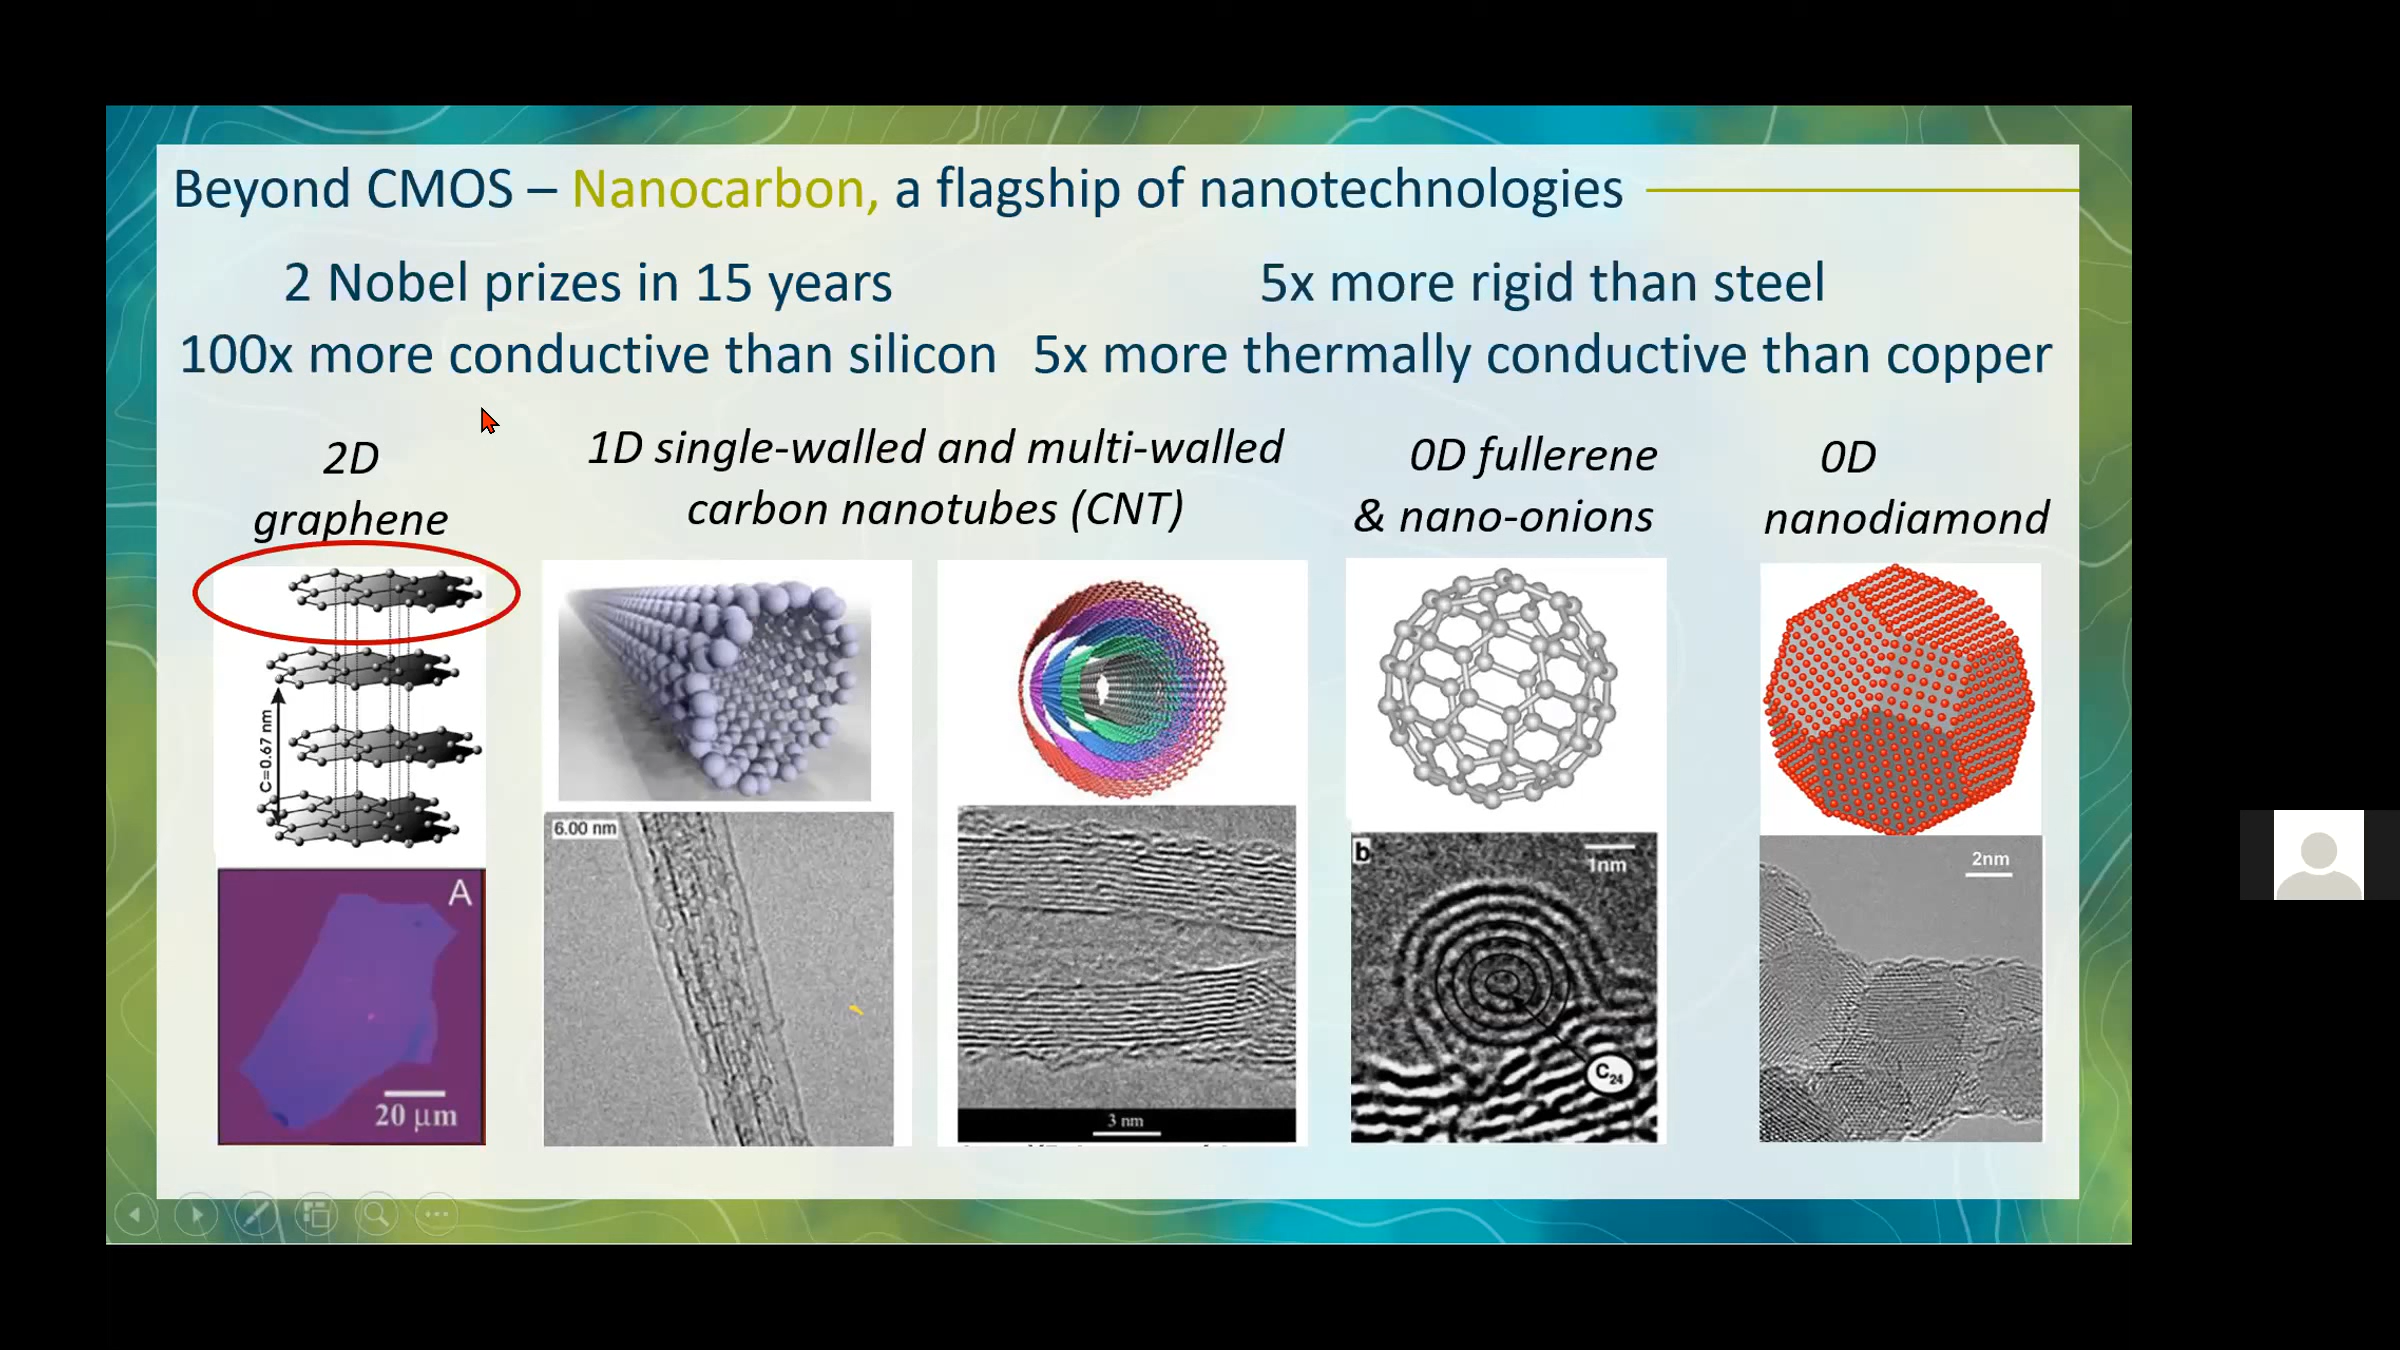 Beyond CMOS – Nanocarbon, a flagship of nanotechnologies
2 Nobel prizes in 15 years
5x more rigid than steel
100x more conductive than silicon
5x more thermally conductive than copper
2D
graphene
1D single-walled and multi-walled
carbon nanotubes (CNT)
0D fullerene
& nano-onions
0D
nanodiamond
C=0.67 nm
A
20 µm
6.00 nm
3 nm
b
1nm
C24
2nm